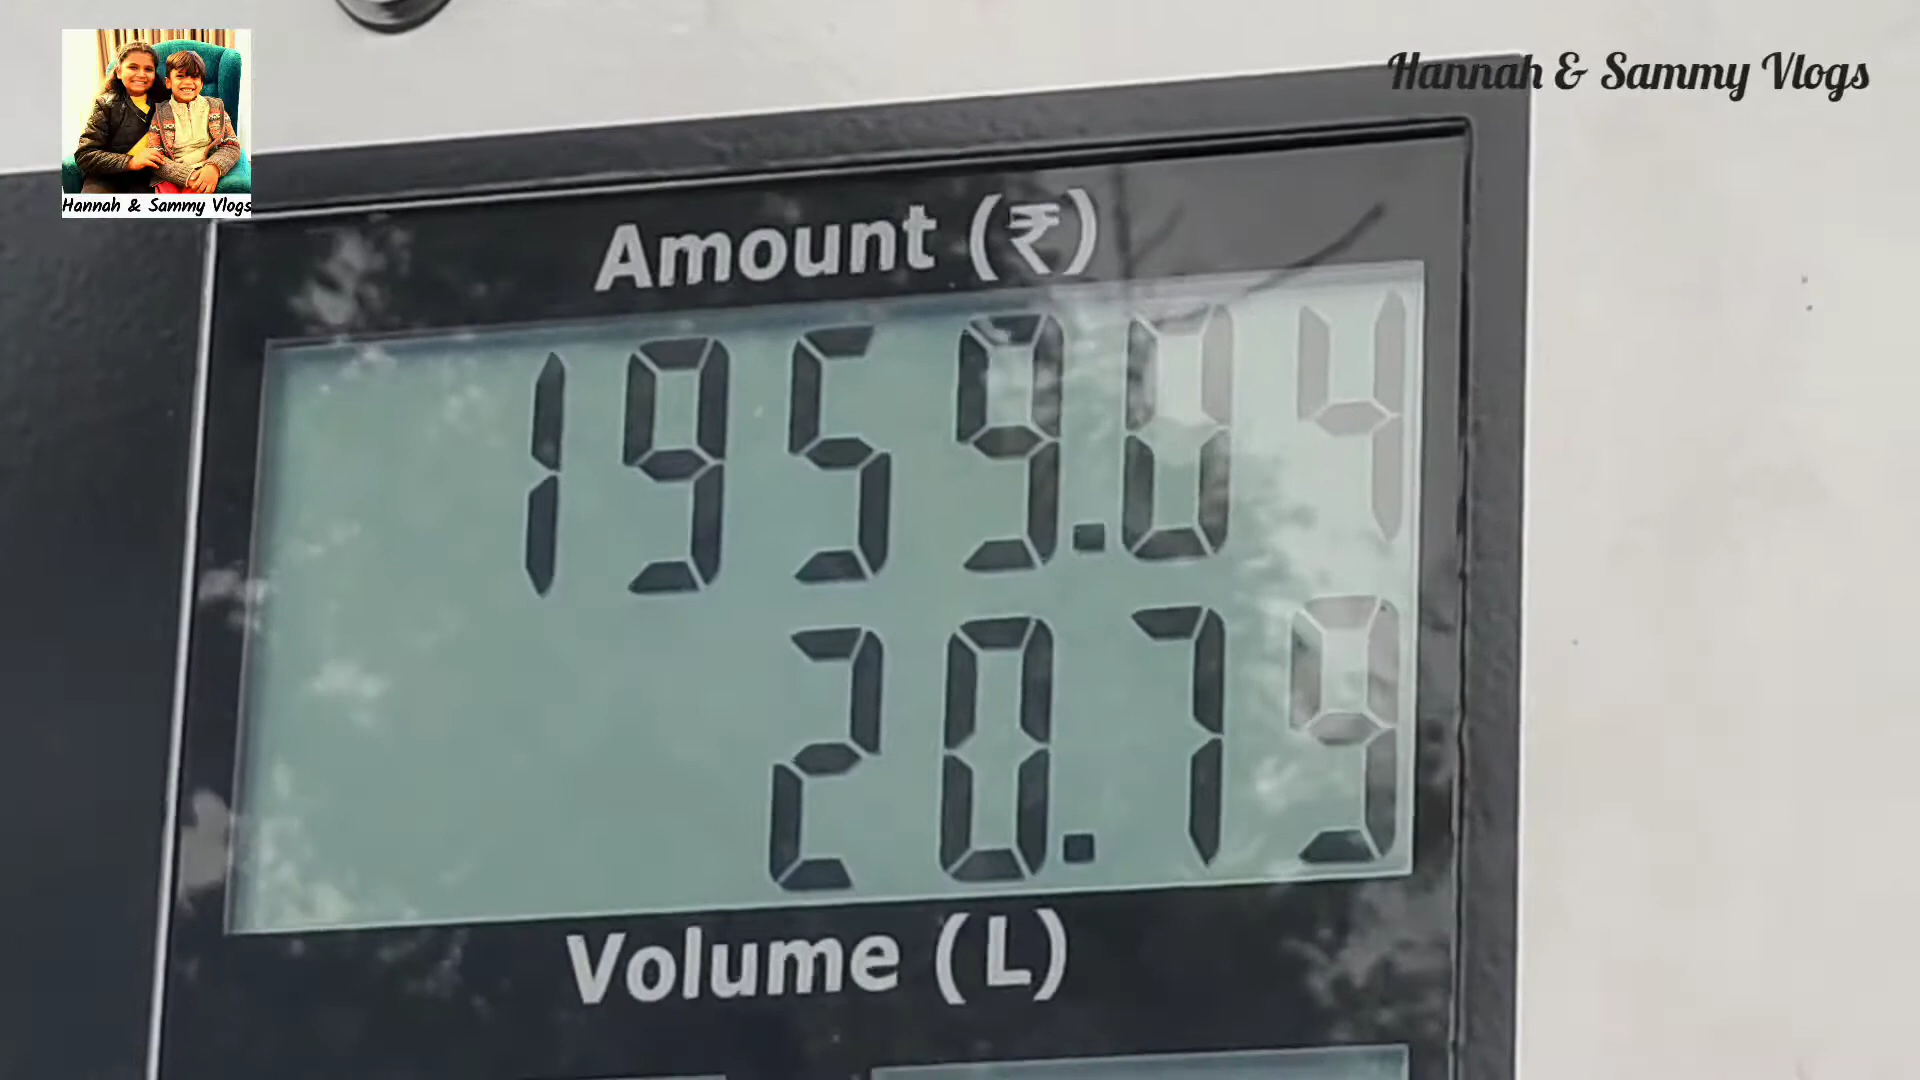 Hannah & Sammy Vlogs
Hannah & Sammy Vlogs
Amount (₹)
1959.04
20.79
Volume (L)